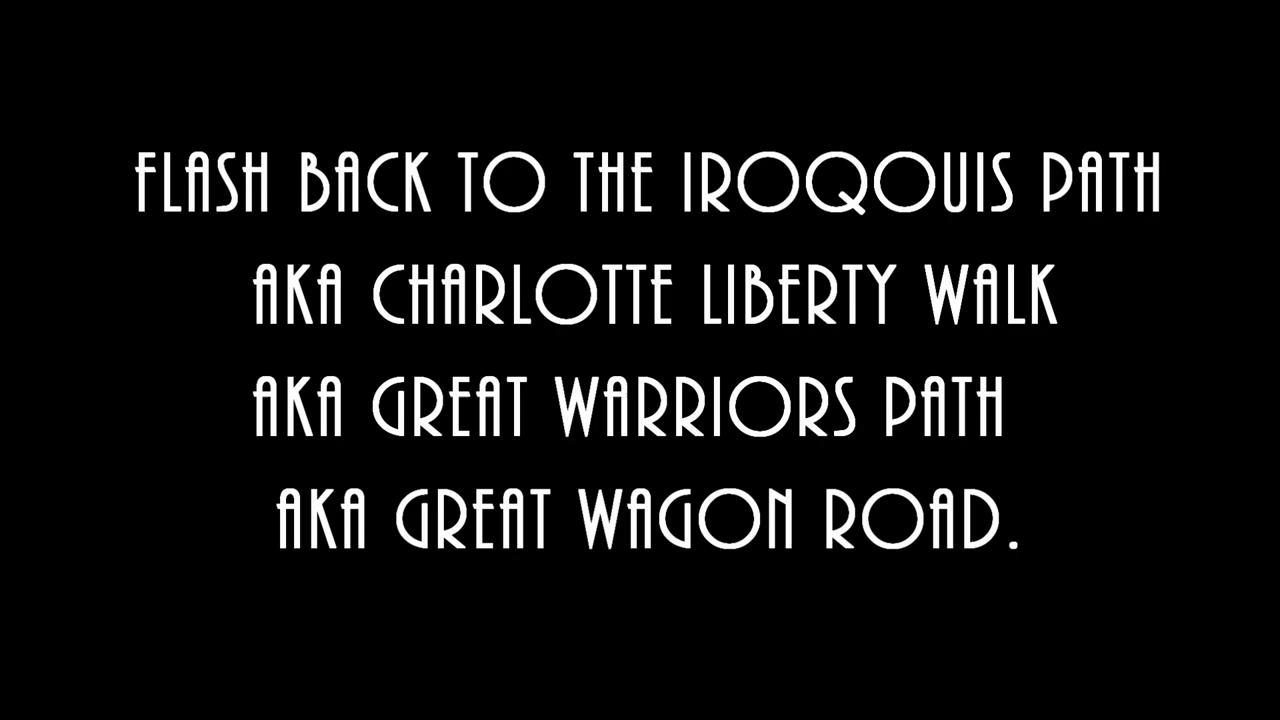 FLASH BACK TO THE IROQOUIS PATH
AKA CHARLOTTE LIBERTY WALK
AKA GREAT WARRIORS PATH
AKA GREAT WAGON ROAD.